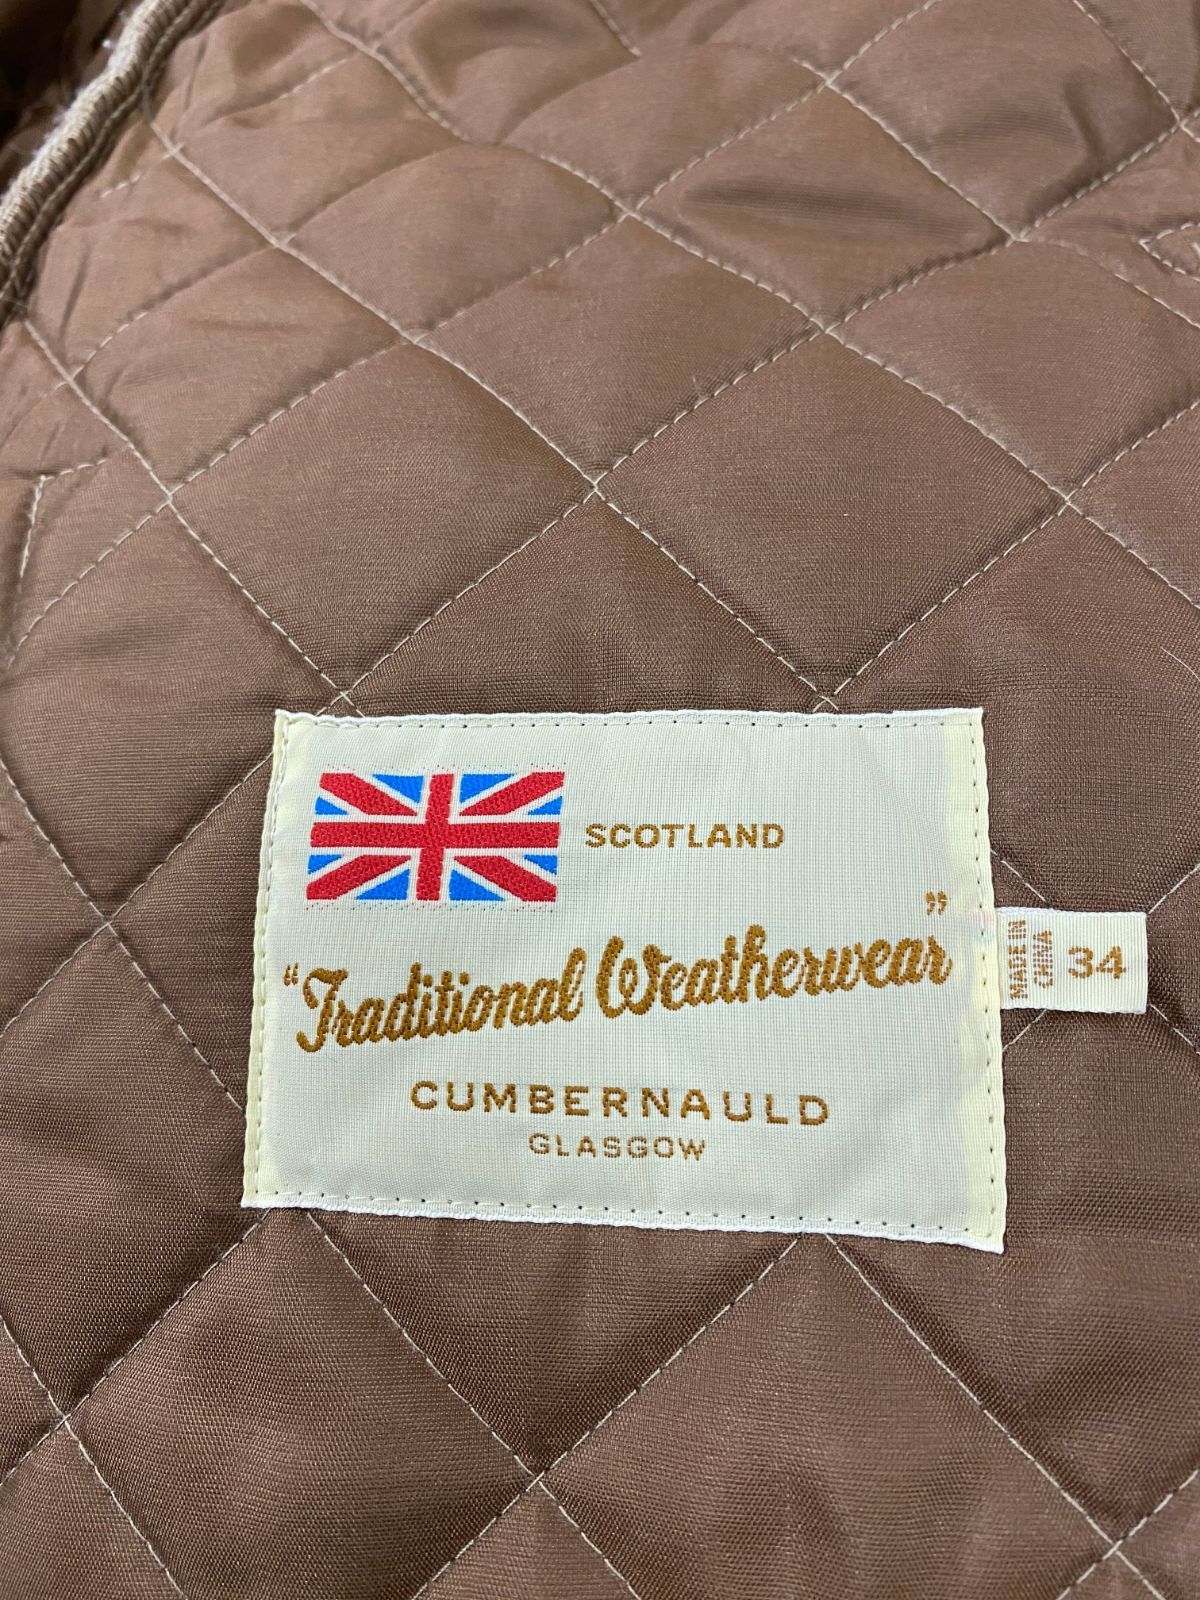 SCOTLAND
“Traditional Weatherwear”
CUMBERNAULD
GLASGOW
MADE IN
CHINA
34